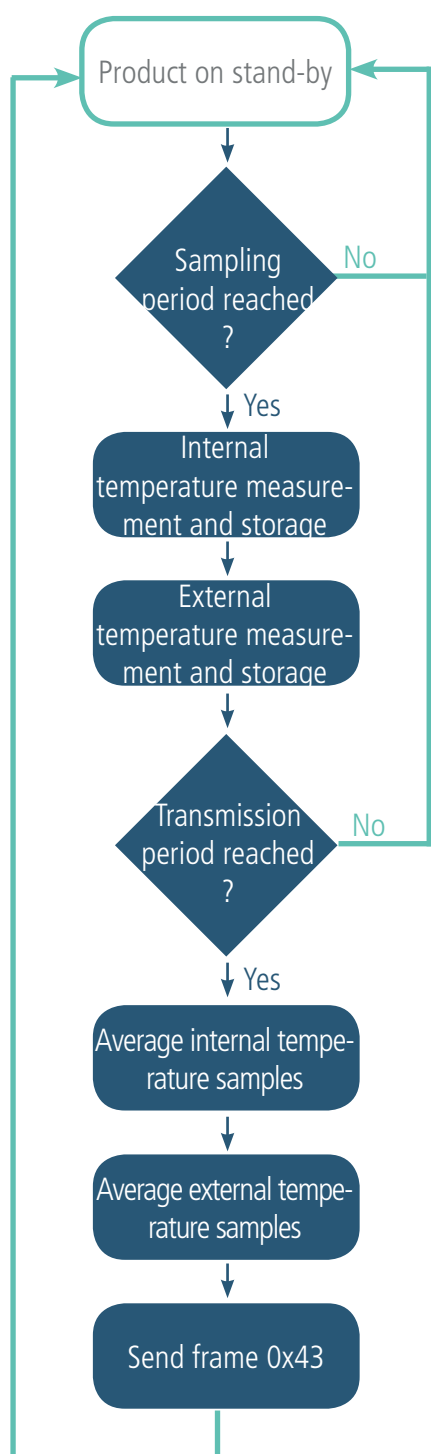 Product on stand-by
Sampling
period reached
?
No
Yes
Internal
temperature measure-
ment and storage
External
temperature measure-
ment and storage
Transmission
period reached
?
No
Yes
Average internal tempe-
rature samples
Average external tempe-
rature samples
Send frame 0x43